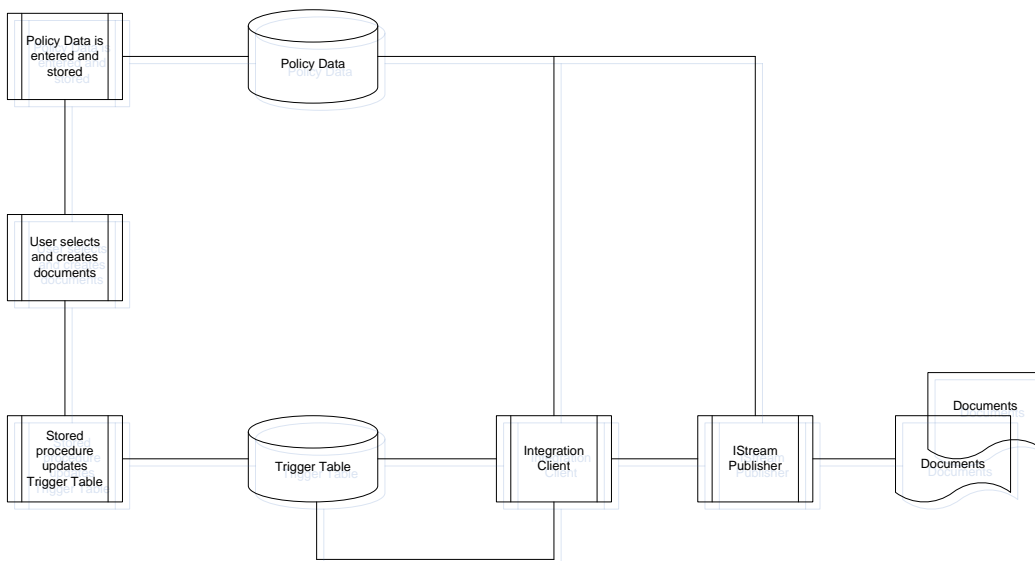 Policy Data is
entered and
stored
Policy Data
User selects
and creates
documents
Stored
procedure
updates
Trigger Table
Trigger Table
Integration
Client
IStream
Publisher
Documents
Documents